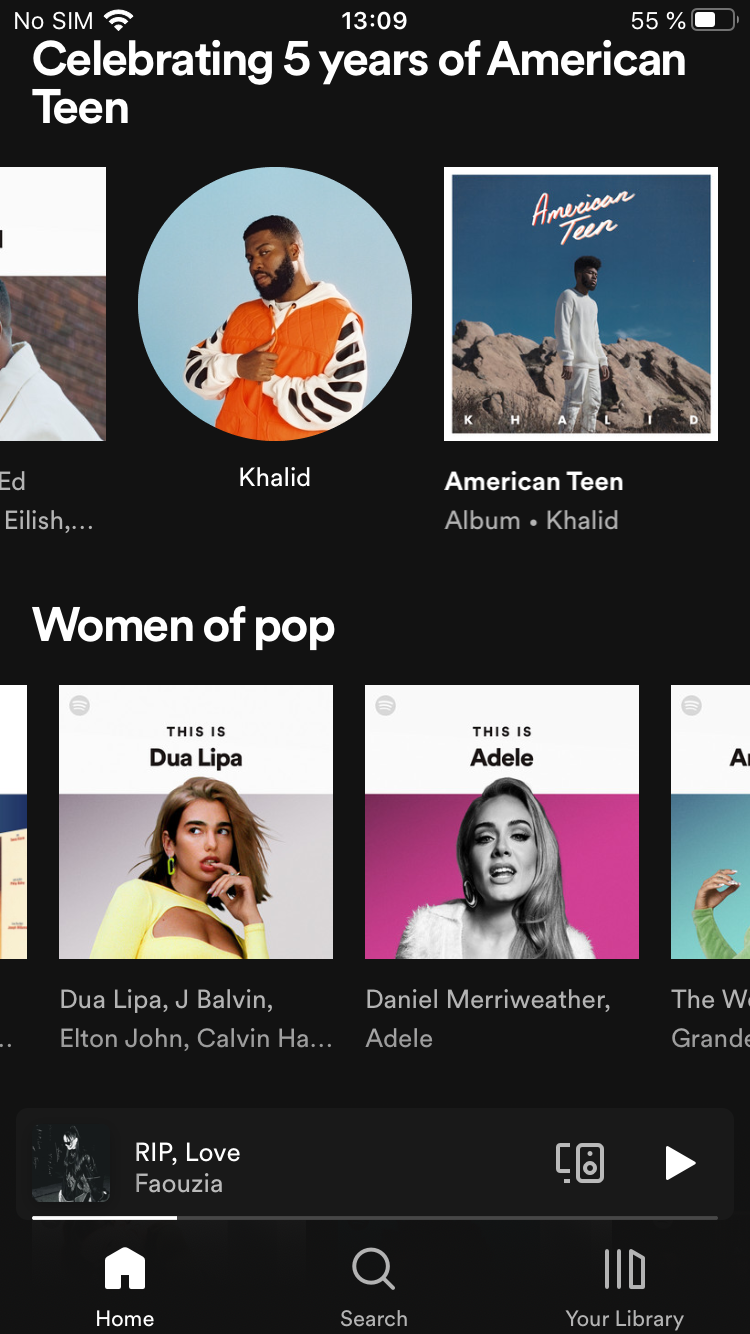 No SIM 13:09 55 %
Celebrating 5 years of American
Teen
American
Teen
K H A L I D
Ed
Eilish,...
Khalid
American Teen
Album • Khalid
Women of pop
THIS IS
Dua Lipa
THIS IS
Adele
Dua Lipa, J Balvin,
Elton John, Calvin Ha...
Daniel Merriweather,
Adele
The We
Grande
RIP, Love
Faouzia
Home
Search
Your Library